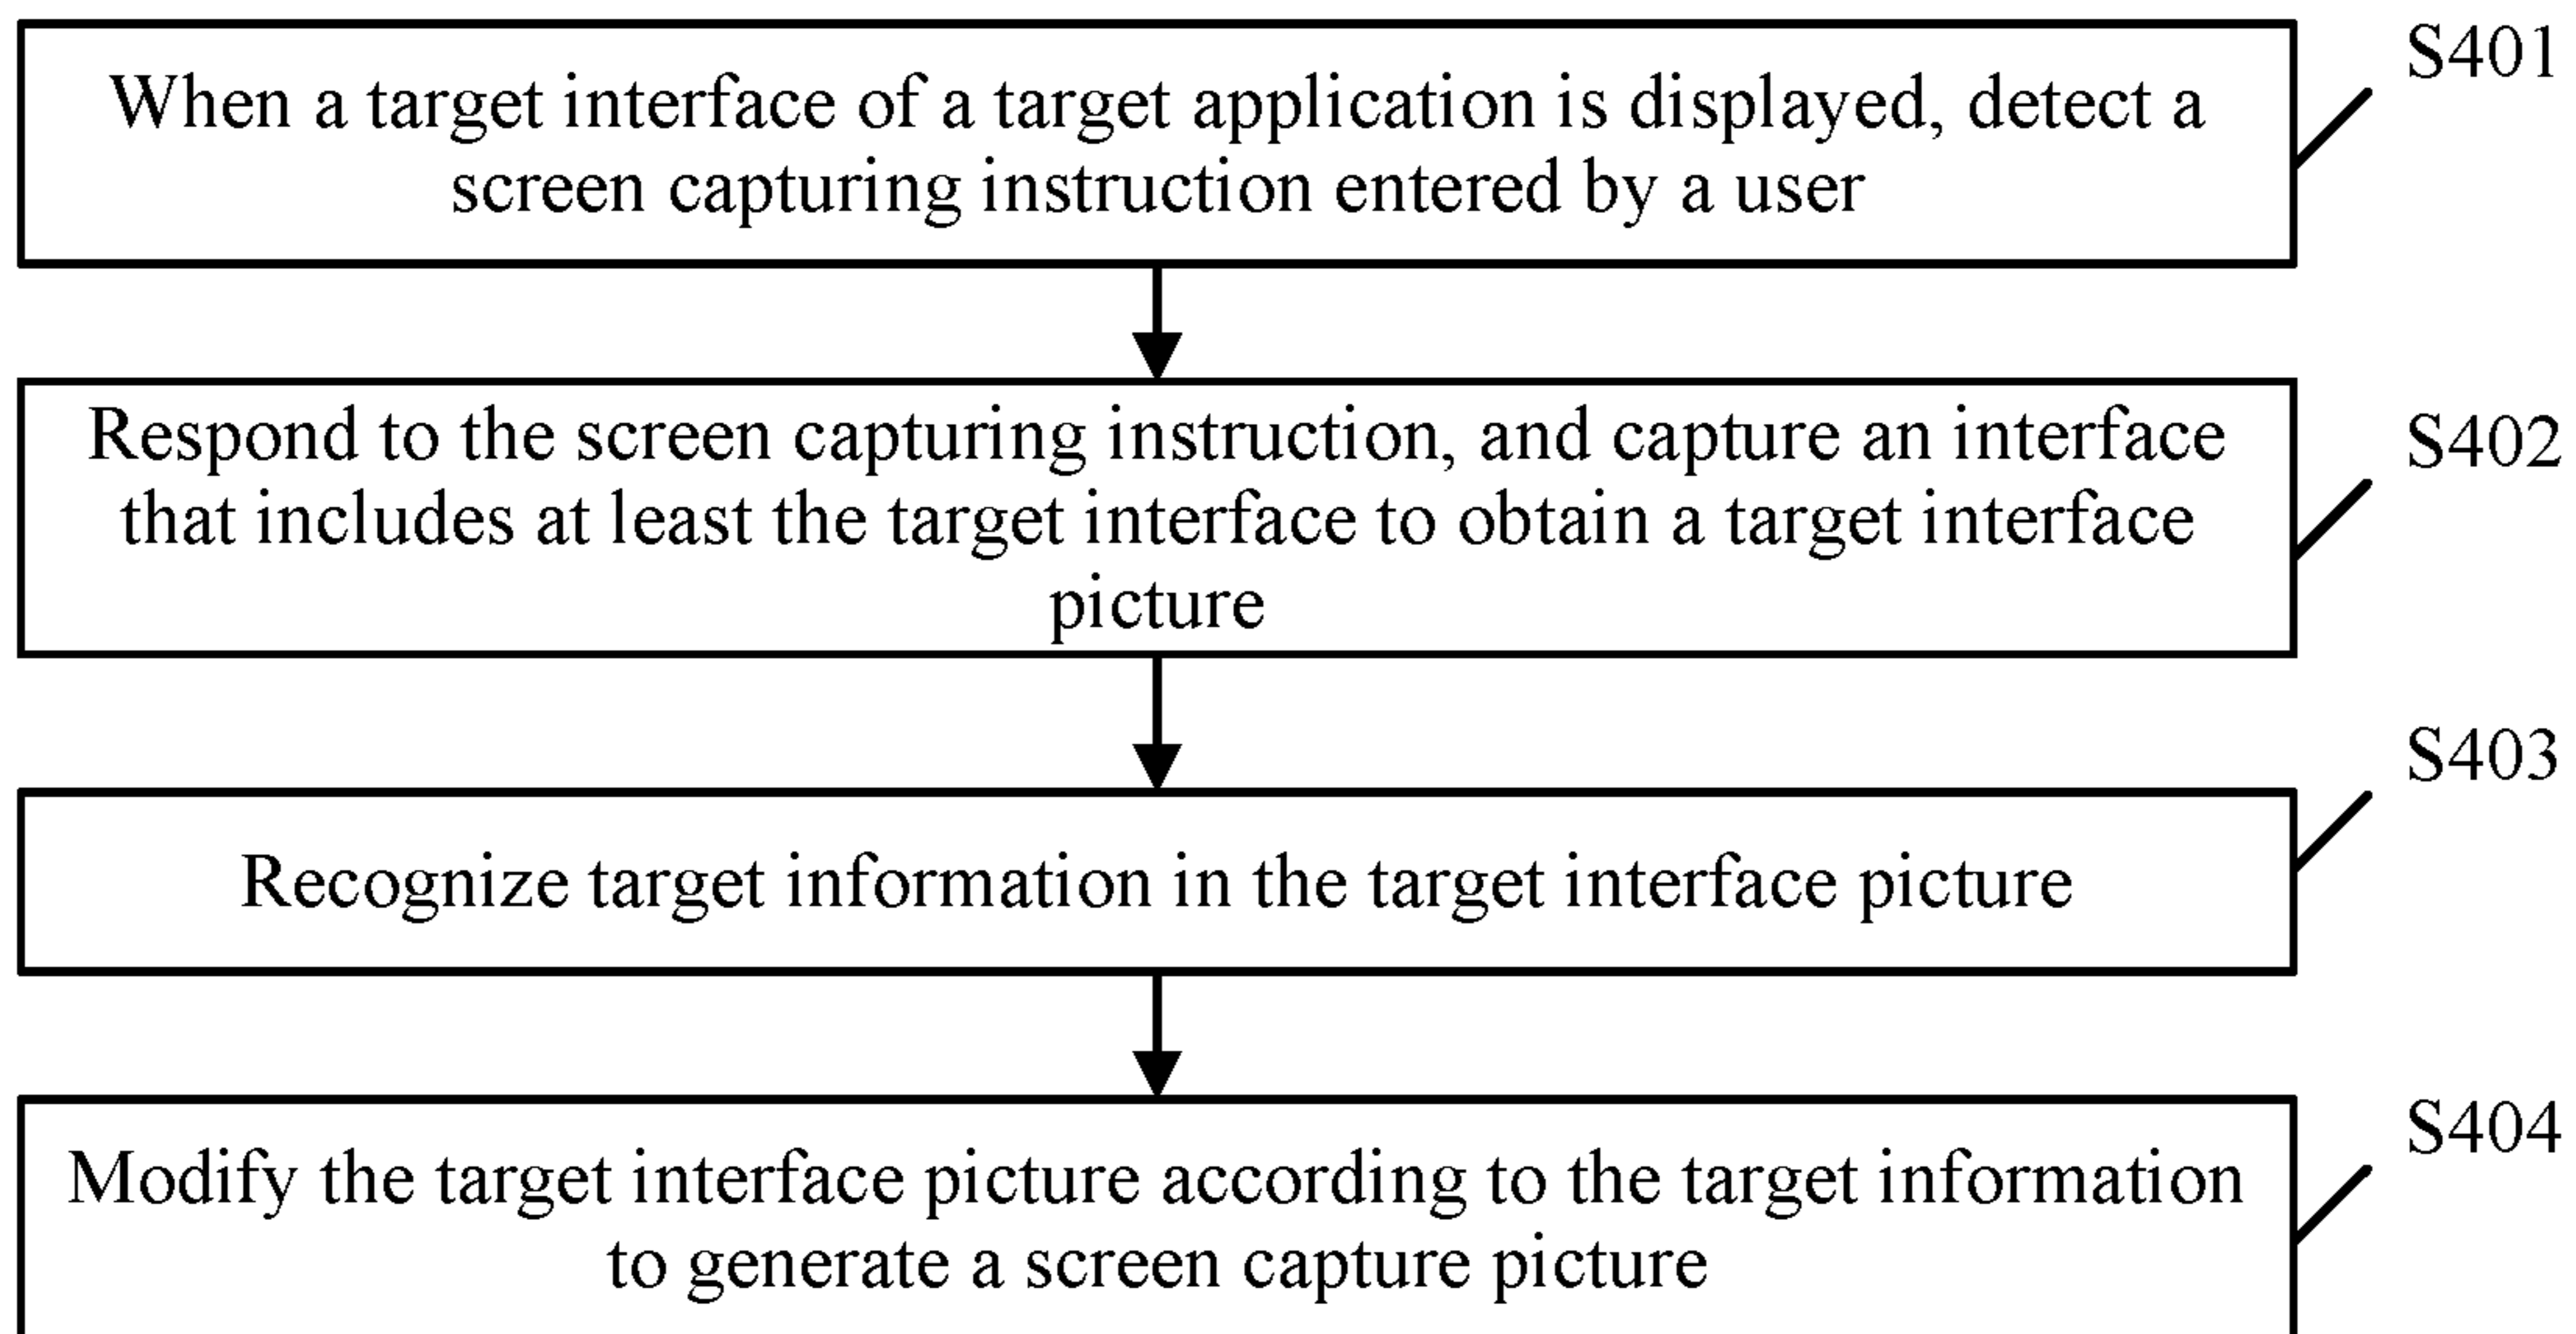 S401
When a target interface of a target application is displayed, detect a
screen capturing instruction entered by a user
S402
Respond to the screen capturing instruction, and capture an interface
that includes at least the target interface to obtain a target interface
picture
S403
Recognize target information in the target interface picture
S404
Modify the target interface picture according to the target information
to generate a screen capture picture